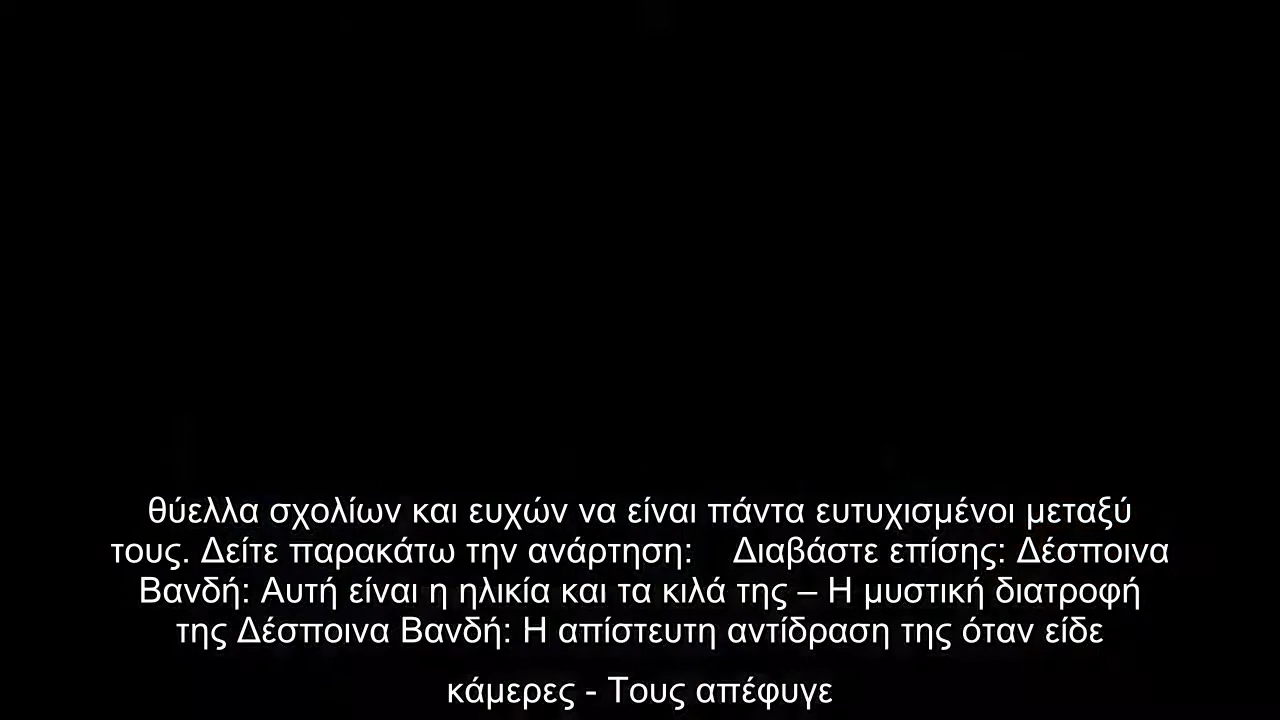 θύελλα σχολίων και ευχών να είναι πάντα ευτυχισμένοι μεταξύ
τους. Δείτε παρακάτω την ανάρτηση: Διαβάστε επίσης: Δέσποινα
Βανδή: Αυτή είναι η ηλικία και τα κιλά της – Η μυστική διατροφή
της Δέσποινα Βανδή: Η απίστευτη αντίδραση της όταν είδε
κάμερες - Τους απέφυγε